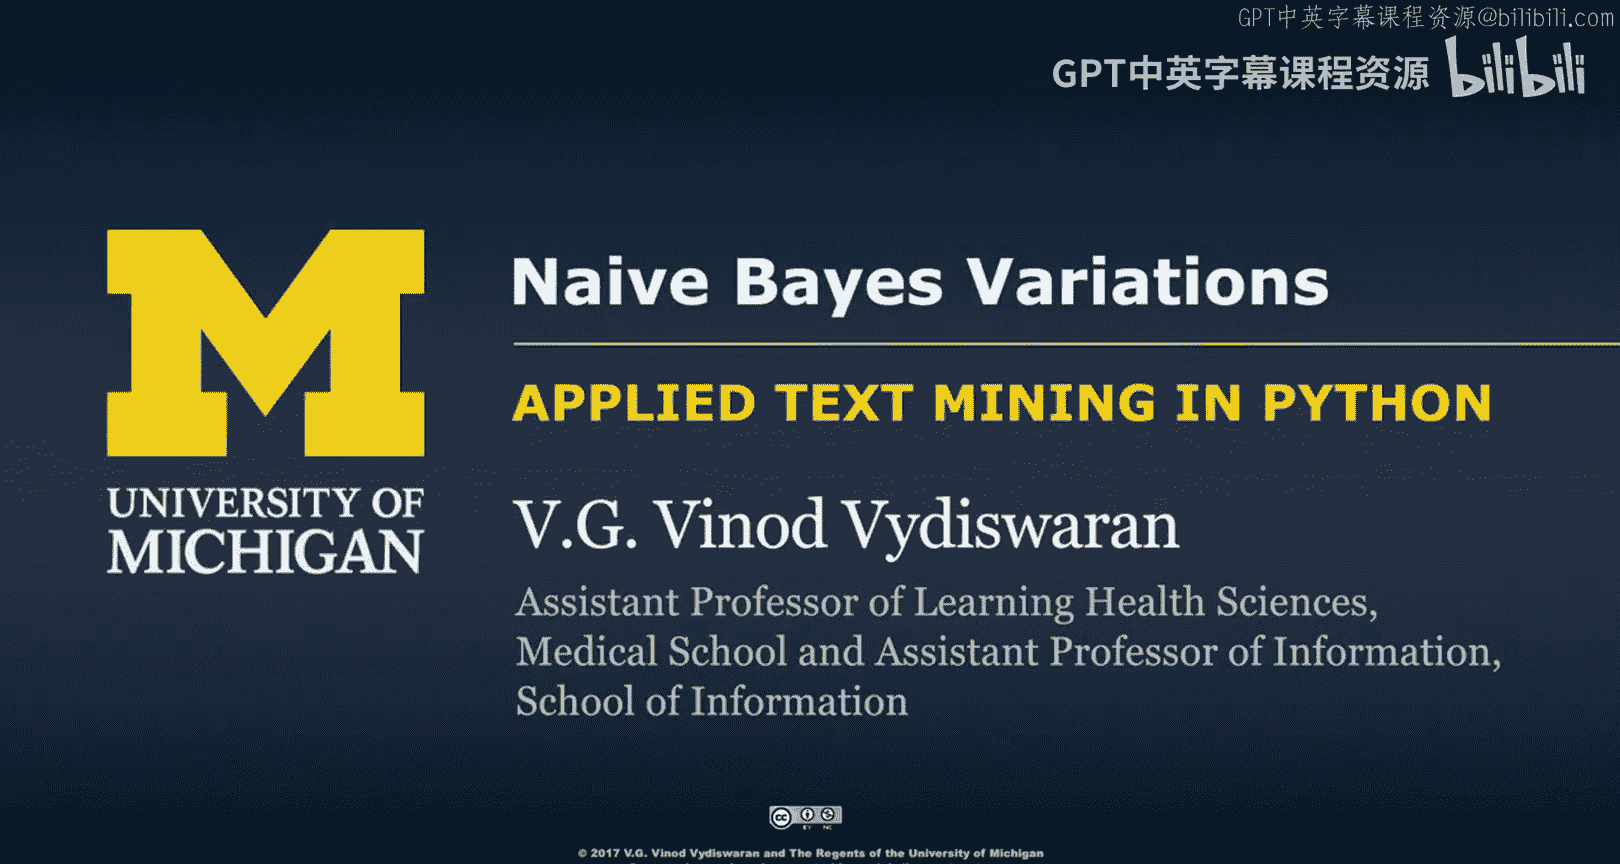 GPT中英字幕课程资源@bilibili.com
GPT中英字幕课程资源 bilibili
M
UNIVERSITY OF
MICHIGAN
Naive Bayes Variations
APPLIED TEXT MINING IN PYTHON
V.G. Vinod Vydiswaran
Assistant Professor of Learning Health Sciences,
Medical School and Assistant Professor of Information,
School of Information
cc
BY NC
© 2017 V.G. Vinod Vydiswaran and The Regents of the University of Michigan